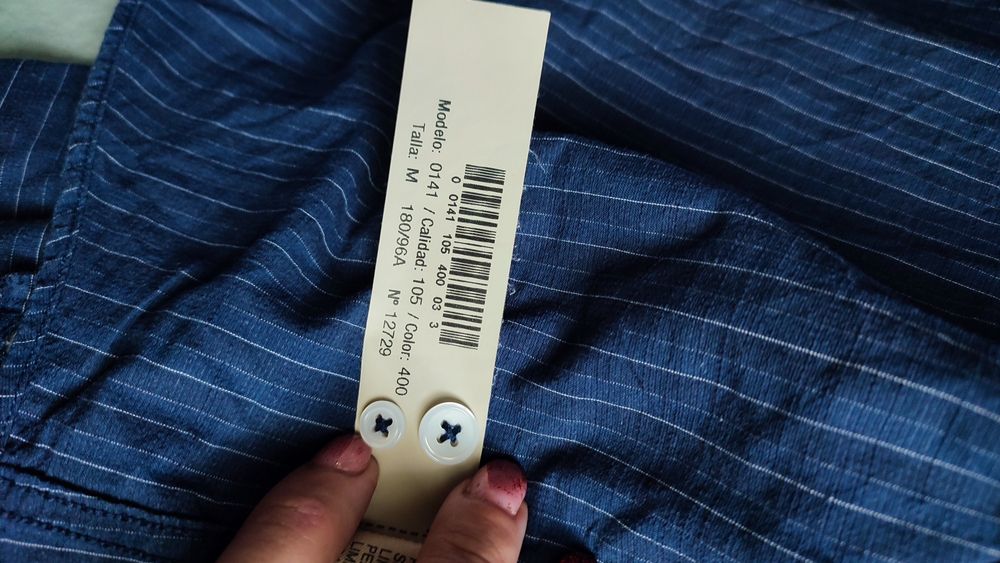 0 0141 105 400 03 3
Modelo: 0141 / Calidad: 105 / Color: 400
Talla: M 180/96A Nº 12729